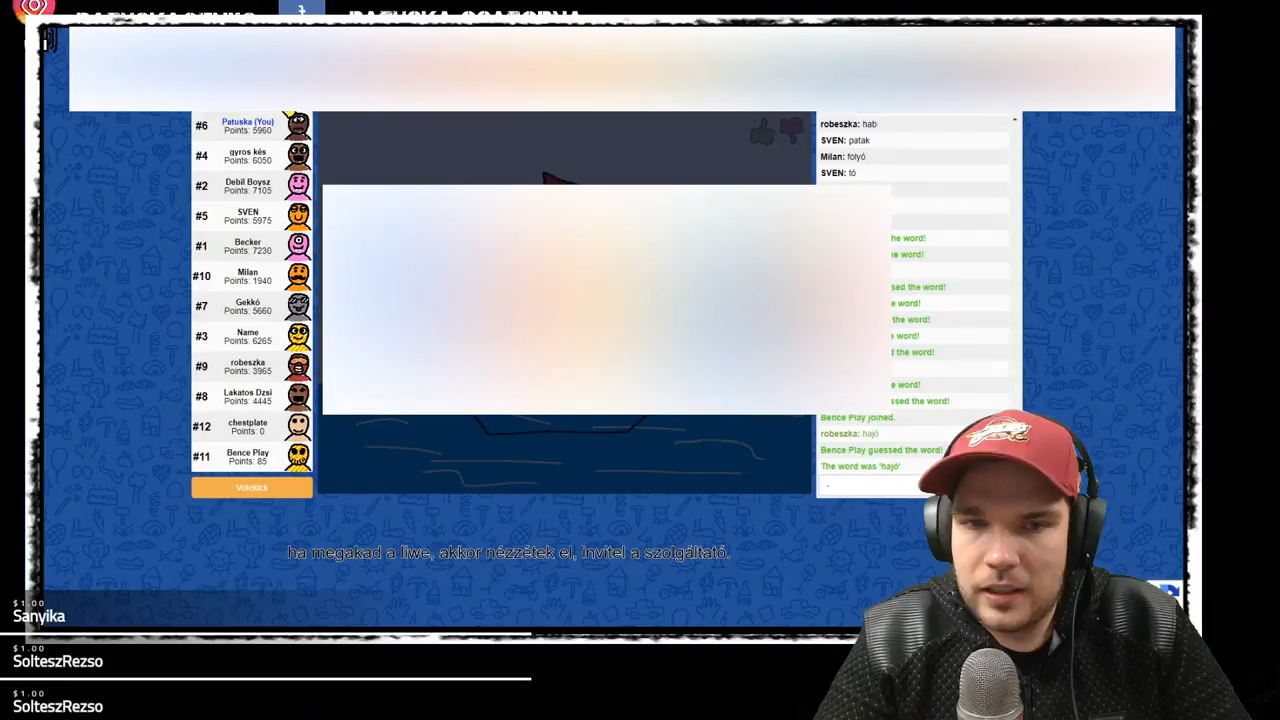 #6 Patuska (You)
Points: 5960
#4 gyros kés
Points: 6050
#2 Debil Boysz
Points: 7105
#5 SVEN
Points: 5975
#1 Becker
Points: 7230
#10 Milan
Points: 1940
#7 Gekkó
Points: 5660
#3 Name
Points: 6265
#9 robeszka
Points: 3965
#8 Lakatos Dzsi
Points: 4445
#12 chestplate
Points: 0
#11 Bence Play
Points: 85
Votekick
robeszka: hab
SVEN: patak
Milan: folyó
SVEN: tó
the word!
word!
the word!
word!
the word!
word!
the word!
word!
the word!
Bence Play joined.
robeszka: hajó
Bence Play guessed the word!
The word was 'hajó'
ha megakad a liwe, akkor nézzétek el, invitel a szolgáltató.
$1.00
Sanyika
$1.00
SolteszRezso
$1.00
SolteszRezso